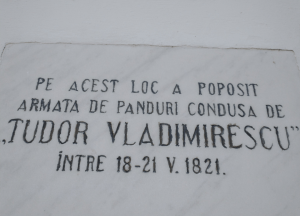 PE ACEST LOC A POPOSIT
ARMATA DE PANDURI CONDUSA DE
„TUDOR VLADIMIRESCU”
ÎNTRE 18-21 V. 1821.